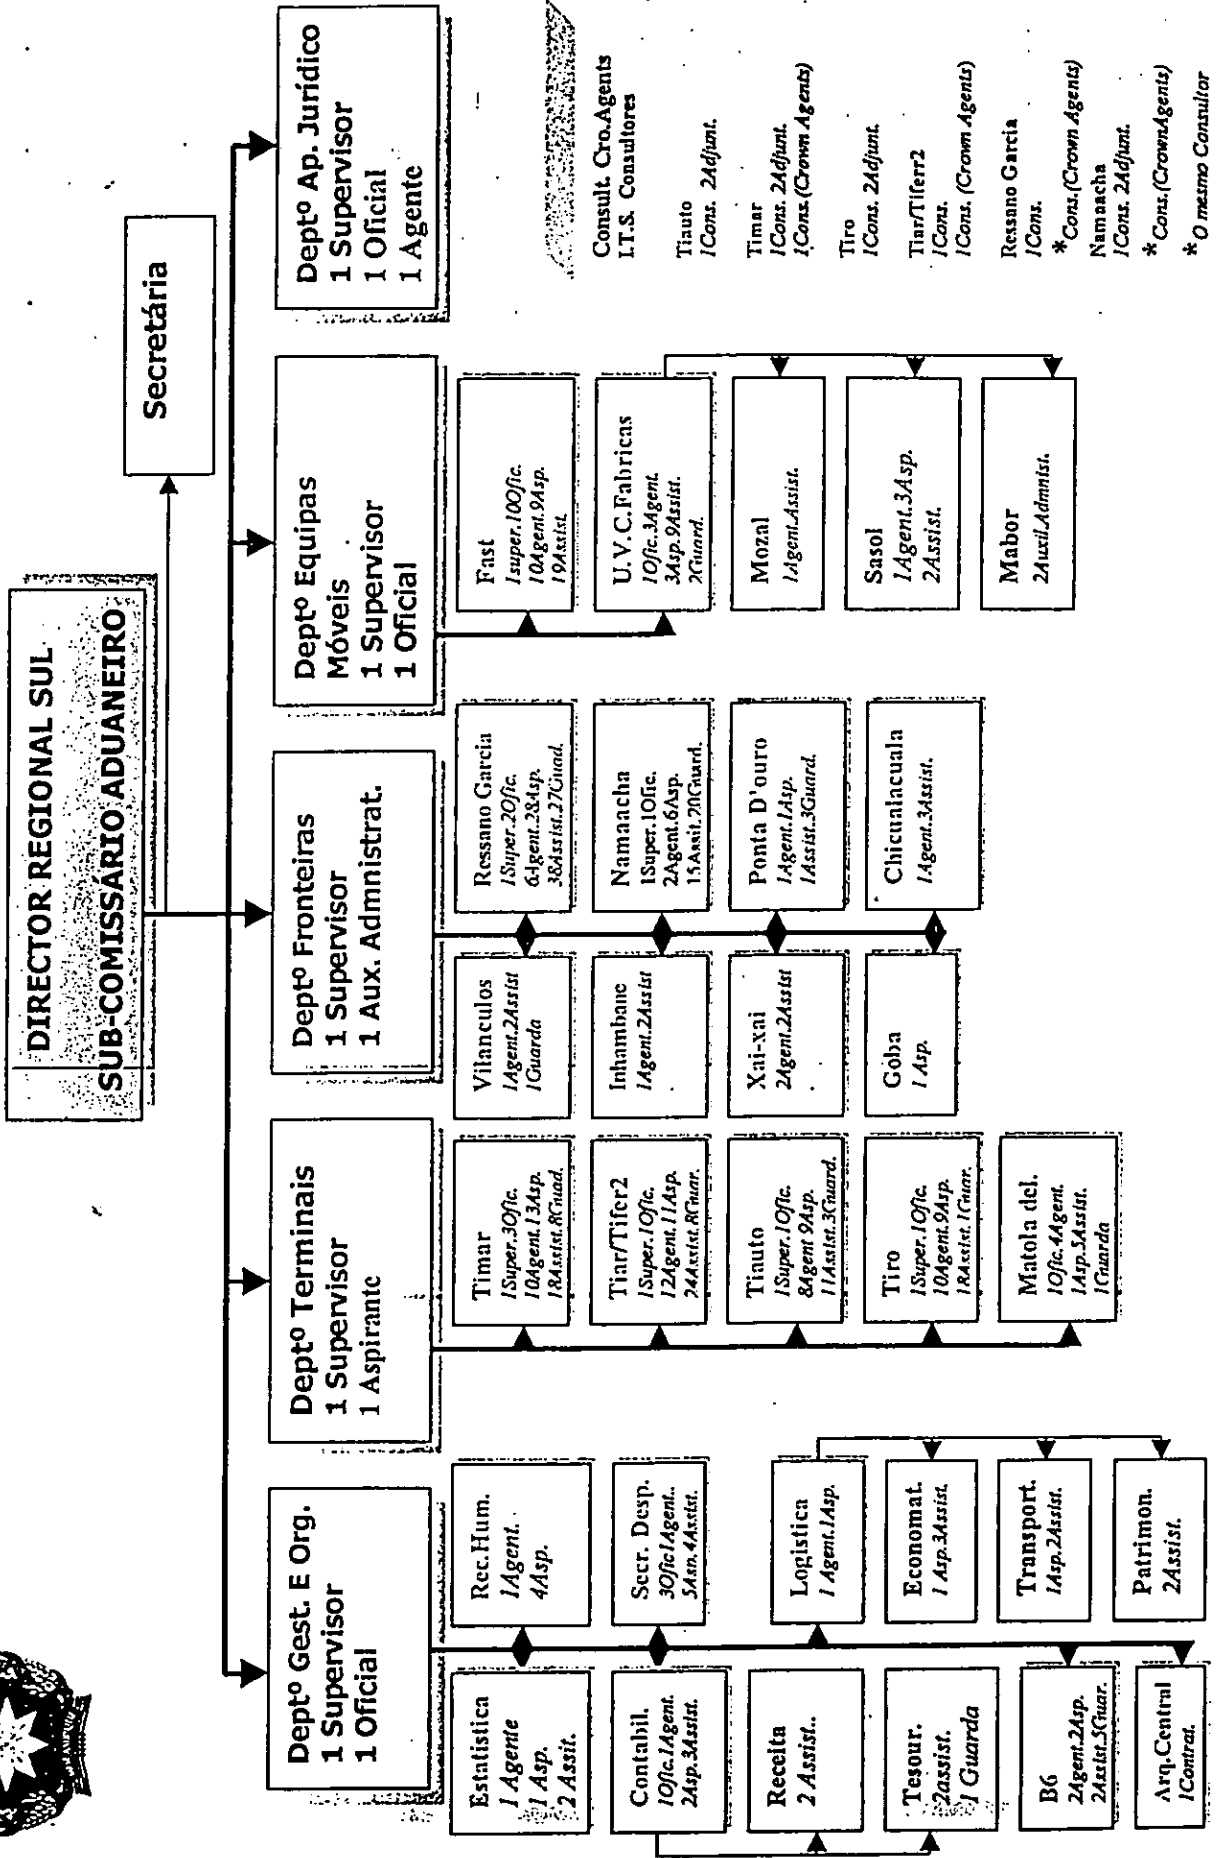 DIRECTOR REGIONAL SUL
SUB-COMISSÁRIO ADUANEIRO
Secretária
Deptº Gest. E Org.
1 Supervisor
1 Oficial
Estatistica
1 Agente
1 Asp.
2 Assit.
Rec.Hum.
1Agent.
4Asp.
Contabil.
1Ofic.1Agent.
2Asp.3Assist.
Secr. Desp.
3Ofic1Agent..
5Asp.4Assist.
Receita
2 Assist..
Logistica
1 Agent.1Asp.
Tesour.
2assist.
1 Guarda
Economat.
1 Asp.3Assist.
B6
2Agent.2Asp.
2Assist.5Guar.
Transport.
1Asp.2Assist.
Arq.Central
1Contrat.
Patrimon.
2Assist.
Deptº Terminais
1 Supervisor
1 Aspirante
Timar
1Super.3Ofic.
10Agent.13Asp.
18Assist.8Guad.
Tiar/Tifer2
1Super.1Ofic.
12Agent.11Asp.
24Assist.8Guar.
Tiauto
1Super.1Ofic.
8Agent 9Asp.
11Assist.3Guard.
Tiro
1Super.1Ofic.
10Agent.9Asp.
18Assist.1Guar.
Matola del.
1Ofic.4Agent.
1Asp.5Assist.
1Guarda
Deptº Fronteiras
1 Supervisor
1 Aux. Admnistrat.
Vilanculos
1Agent.2Assist
1Guarda
Ressano Garcia
1Super.2Ofic.
6Agent.28Asp.
38Assist.27Guad.
Inhambane
1Agent.2Assist
Namaacha
1Super.1Ofic.
2Agent.6Asp.
15Assit.20Guard.
Xai-xai
2Agent.2Assist
Ponta D'ouro
1Agent.1Asp.
1Assist.3Guard.
Goba
1 Asp.
Chicualacuala
1Agent.3Assist.
Deptº Equipas
Móveis
1 Supervisor
1 Oficial
Fast
1super.10Ofic.
10Agent.9Asp.
19Assist.
U.V.C.Fabricas
1Ofic.3Agent.
3Asp.9Assist.
2Guard.
Mozal
1Agent.Assist.
Sasol
1Agent.3Asp.
2Assist.
Mabor
2Auxil.Admnist.
Deptº Ap. Jurídico
1 Supervisor
1 Oficial
1 Agente
Consult. Cro.Agents
I.T.S. Consultores
Tiauto
1Cons. 2Adjunt.
Timar
1Cons. 2Adjunt.
1Cons.(Crown Agents)
Tiro
1Cons. 2Adjunt.
Tiar/Tiferr2
1Cons.
1Cons. (Crown Agents)
Ressano Garcia
1Cons.
*Cons.(Crown Agents)
Namaacha
1Cons. 2Adjunt.
*Cons.(CrownAgents)
*O mesmo Consultor